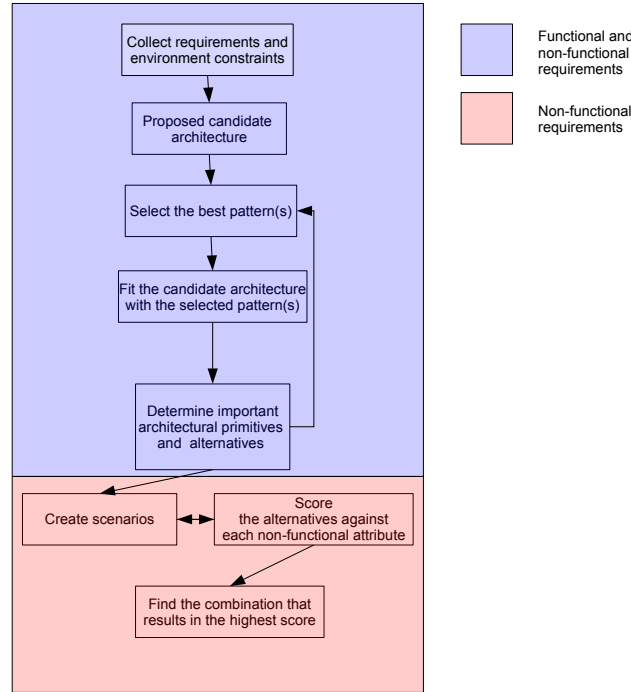 Collect requirements and
environment constraints
Proposed candidate
architecture
Select the best pattern(s)
Fit the candidate architecture
with the selected pattern(s)
Determine important
architectural primitives
and alternatives
Create scenarios
Score
the alternatives against
each non-functional attribute
Find the combination that
results in the highest score
Functional and
non-functional
requirements
Non-functional
requirements